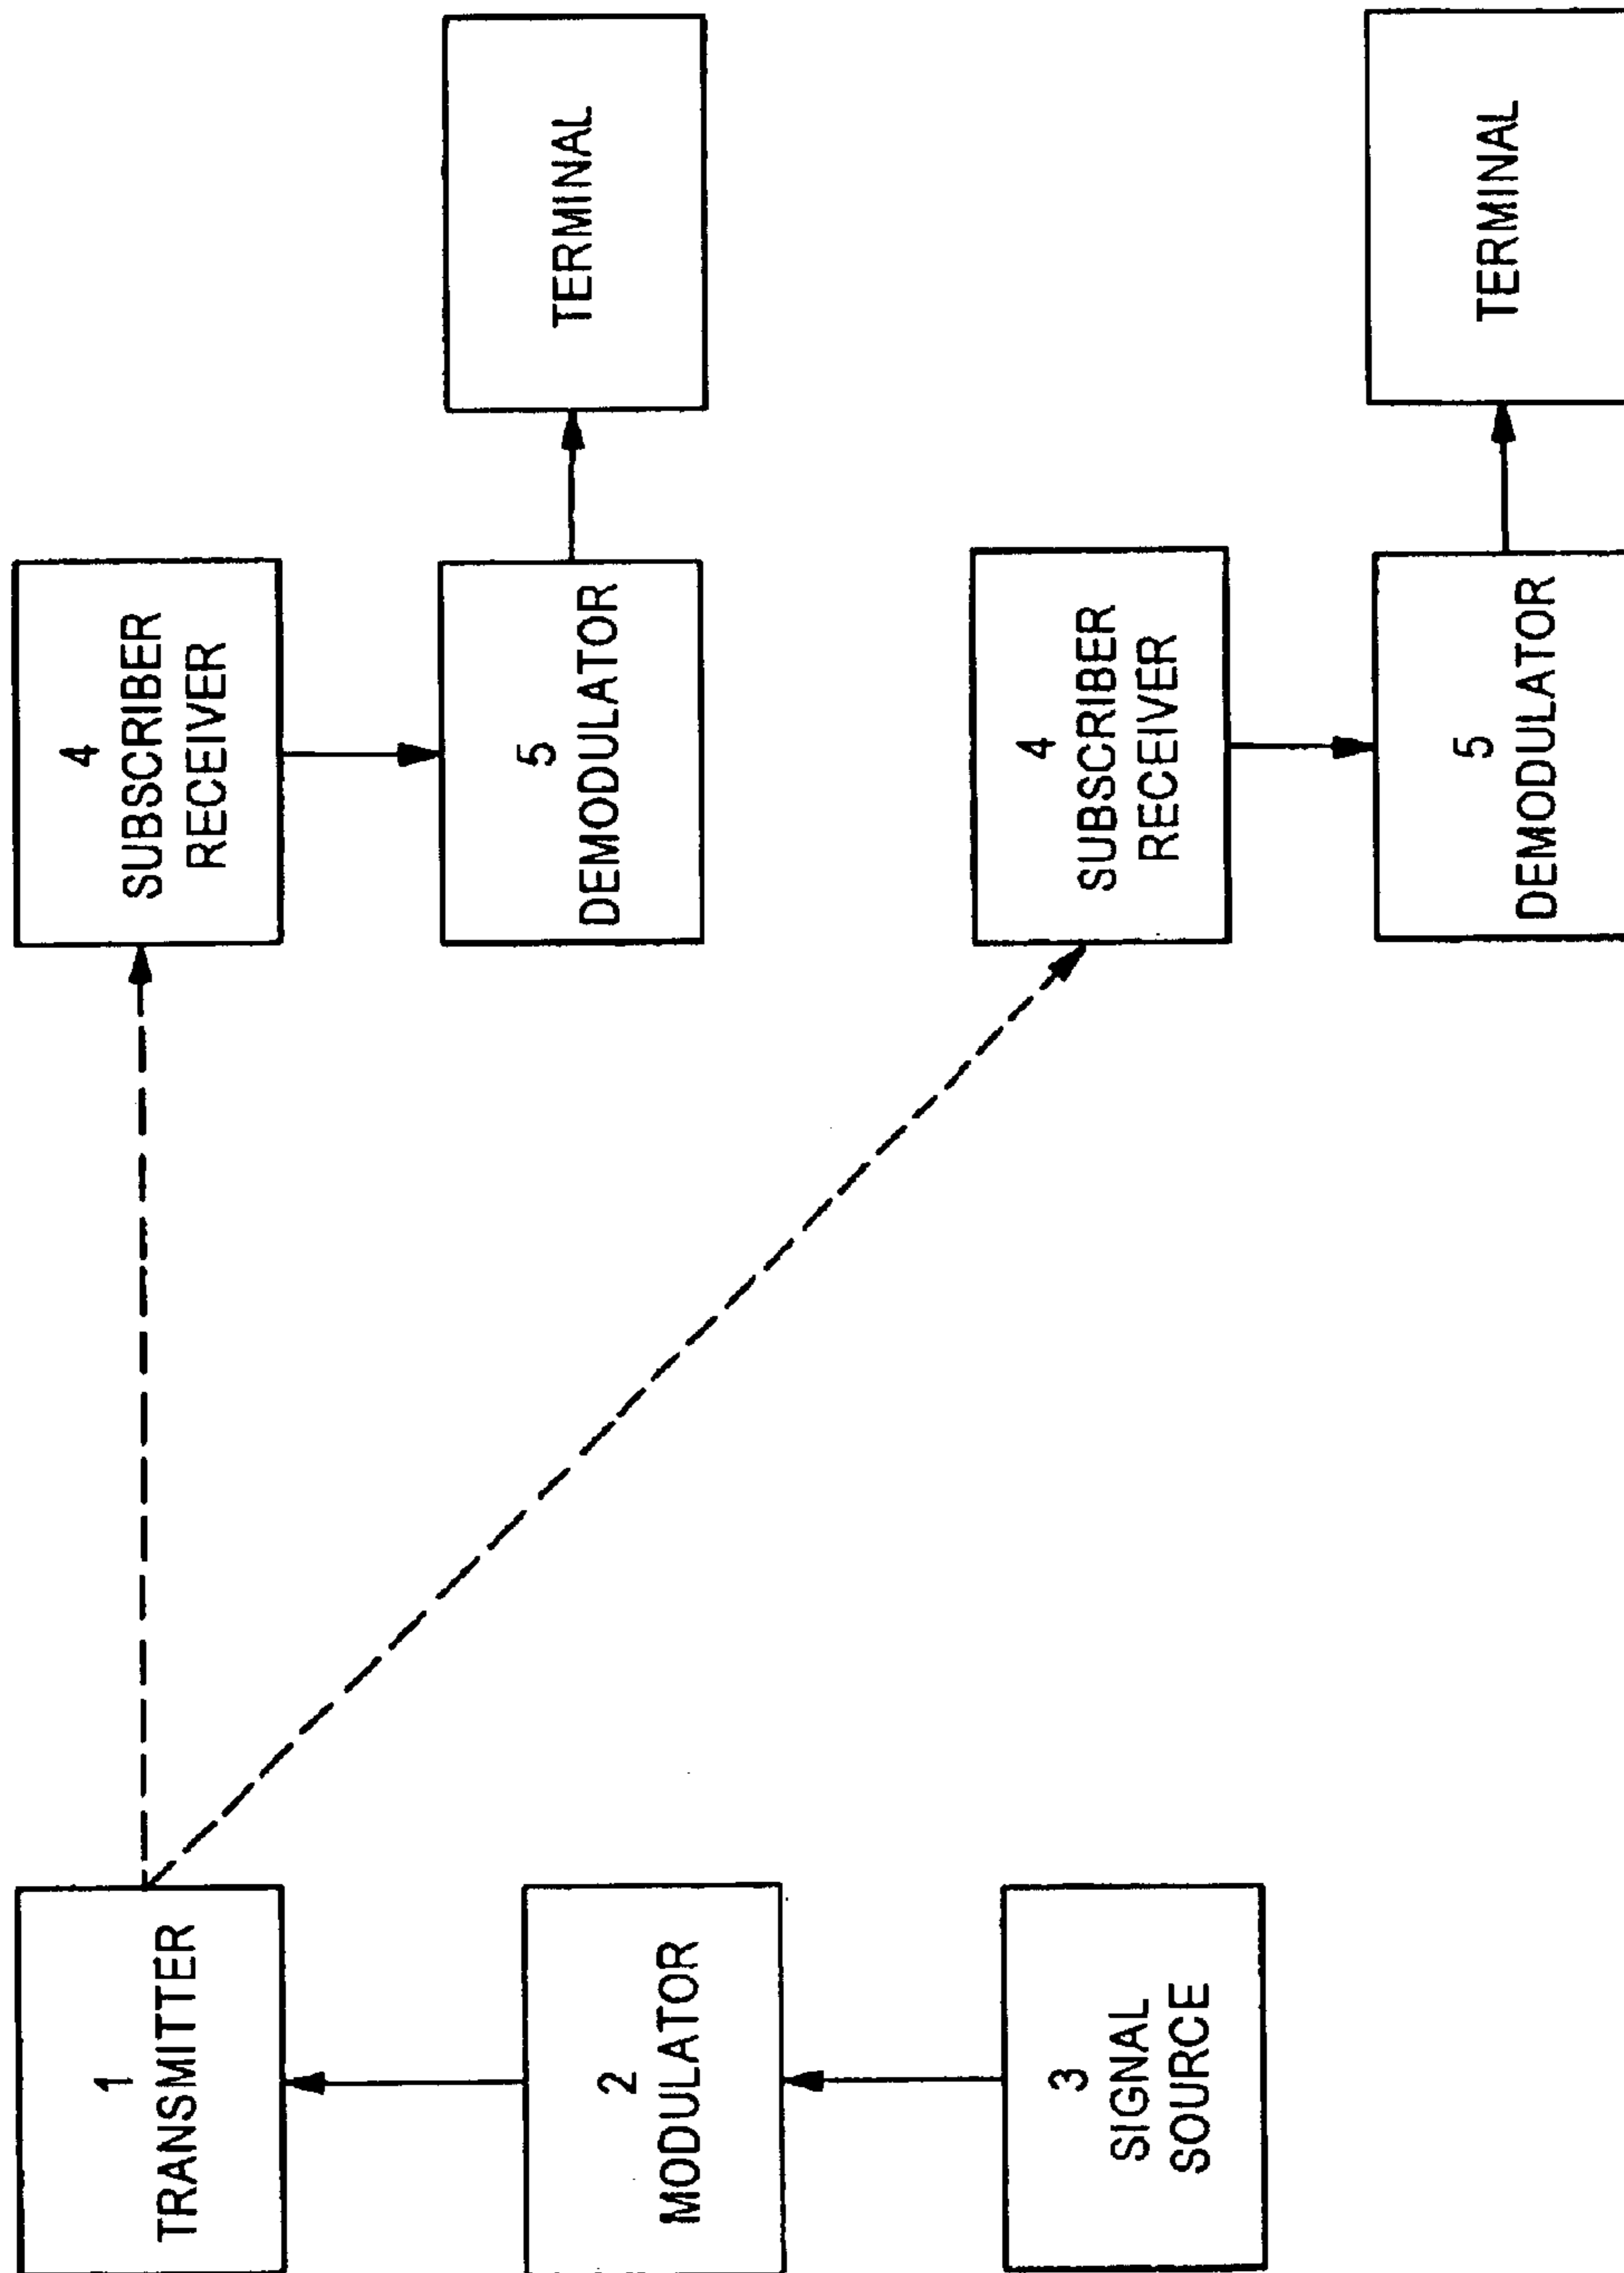 1
TRANSMITTER
2
MODULATOR
3
SIGNAL
SOURCE
4
SUBSCRIBER
RECEIVER
5
DEMODULATOR
TERMINAL
4
SUBSCRIBER
RECEIVER
5
DEMODULATOR
TERMINAL